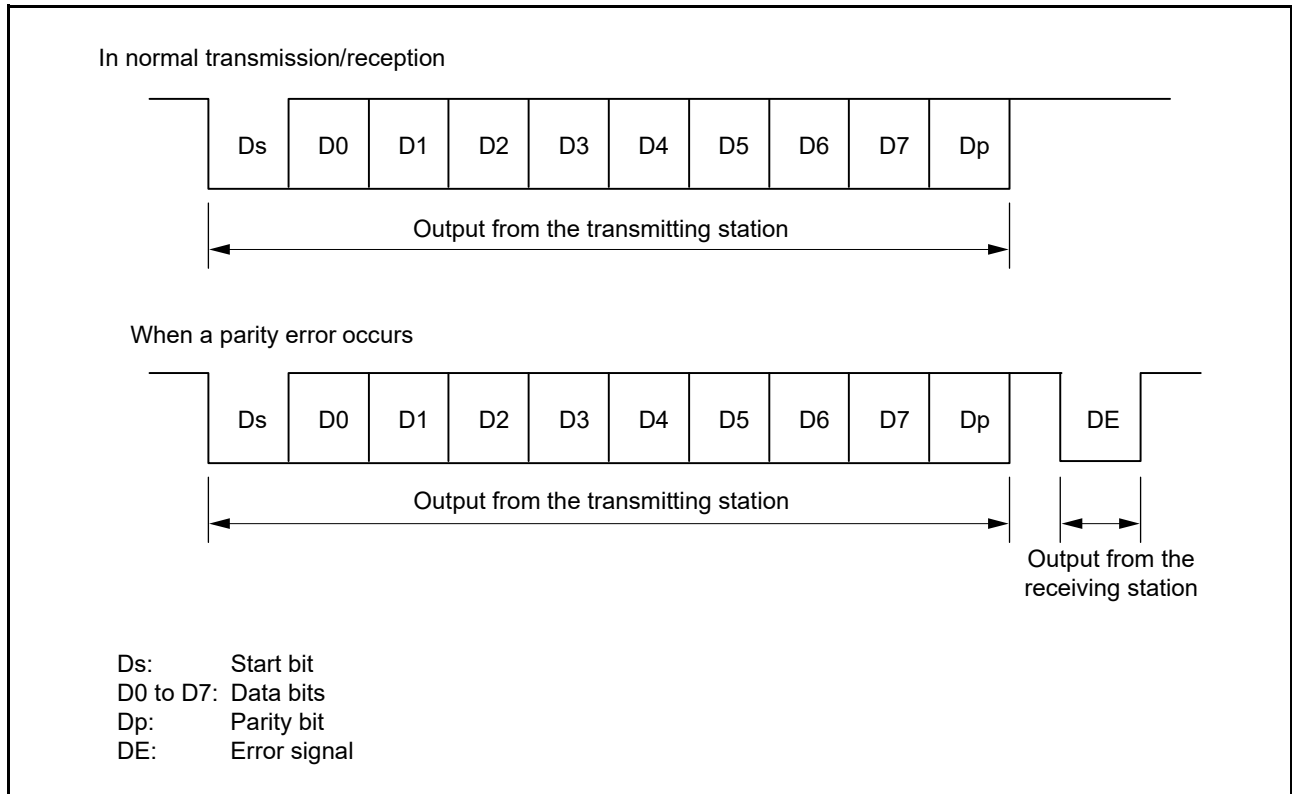 In normal transmission/reception
Ds D0 D1 D2 D3 D4 D5 D6 D7 Dp
Output from the transmitting station
When a parity error occurs
Ds D0 D1 D2 D3 D4 D5 D6 D7 Dp DE
Output from the transmitting station
Output from the
receiving station
Ds: Start bit
D0 to D7: Data bits
Dp: Parity bit
DE: Error signal